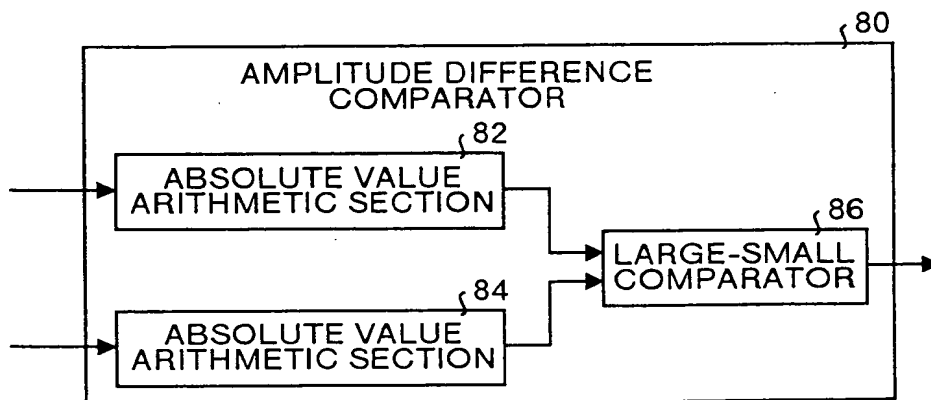 80
AMPLITUDE DIFFERENCE
COMPARATOR
82
ABSOLUTE VALUE
ARITHMETIC SECTION
86
LARGE-SMALL
COMPARATOR
84
ABSOLUTE VALUE
ARITHMETIC SECTION